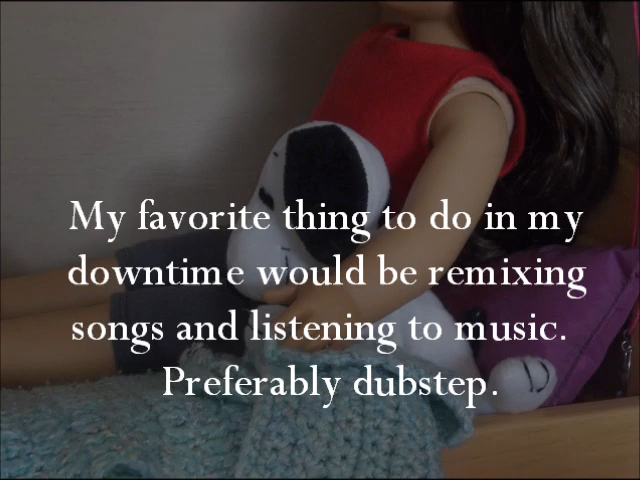 My favorite thing to do in my
downtime would be remixing
songs and listening to music.
Preferably dubstep.